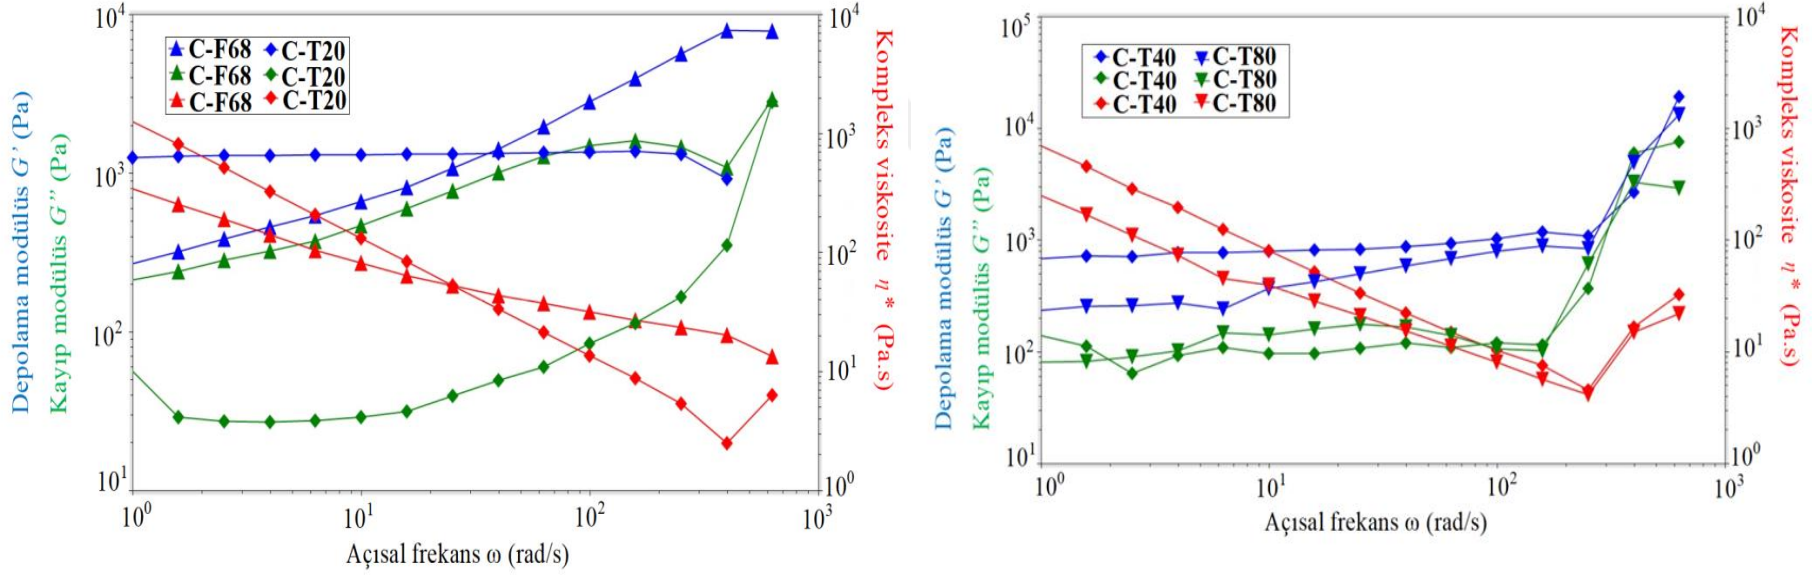 Depolama modülüs G' (Pa)
Kayıp modülüs G'' (Pa)
10⁴
10³
10²
10¹
C-F68 C-T20
C-F68 C-T20
C-F68 C-T20
10⁴
10³
10²
10¹
10⁰
Kompleks viskosite η* (Pa.s)
10⁰ 10¹ 10² 10³
Açısal frekans ω (rad/s)
Depolama modülüs G' (Pa)
Kayıp modülüs G'' (Pa)
10⁵
10⁴
10³
10²
10¹
C-T40 C-T80
C-T40 C-T80
C-T40 C-T80
10⁴
10³
10²
10¹
10⁰
Kompleks viskosite η* (Pa.s)
10⁰ 10¹ 10² 10³
Açısal frekans ω (rad/s)